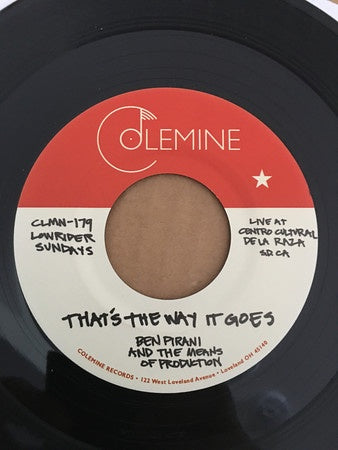 COLEMINE
CLMN-179
LOWRIDER
SUNDAYS
LIVE AT
CENTRO CULTURAL
DE LA RAZA
S.D. CA
THAT'S THE WAY IT GOES
BEN PIRANI
AND THE MEANS
OF PRODUCTION
COLEMINE RECORDS • 122 West Loveland Avenue • Loveland OH 45140